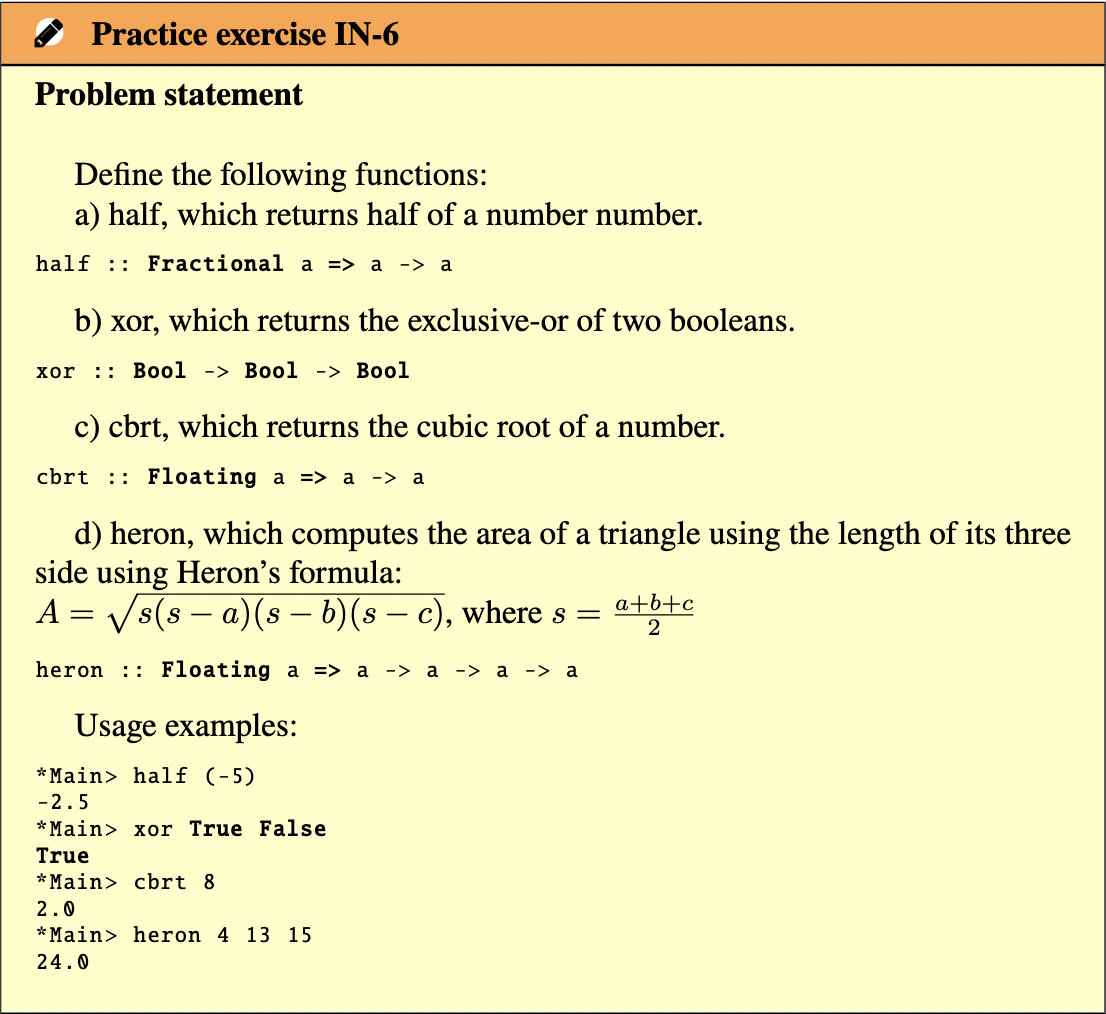 Practice exercise IN-6
Problem statement
Define the following functions:
a) half, which returns half of a number number.
half :: Fractional a => a -> a
b) xor, which returns the exclusive-or of two booleans.
xor :: Bool -> Bool -> Bool
c) cbrt, which returns the cubic root of a number.
cbrt :: Floating a => a -> a
d) heron, which computes the area of a triangle using the length of its three
side using Heron's formula:
A = √s(s − a)(s − b)(s − c), where s = a+b+c/2
heron :: Floating a => a -> a -> a -> a
Usage examples:
*Main> half (-5)
-2.5
*Main> xor True False
True
*Main> cbrt 8
2.0
*Main> heron 4 13 15
24.0